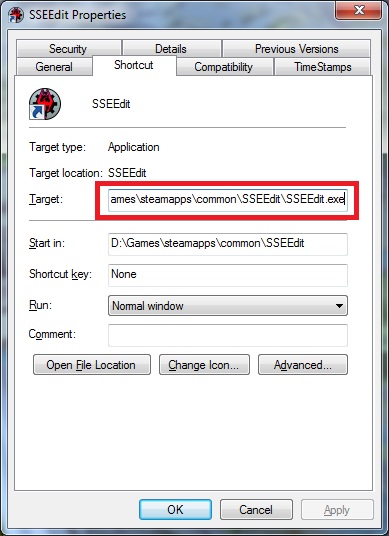 SSEEdit Properties
Security Details Previous Versions
General Shortcut Compatibility TimeStamps
SSEEdit
Target type: Application
Target location: SSEEdit
Target: ames\steamapps\common\SSEEdit\SSEEdit.exe
Start in: D:\Games\steamapps\common\SSEEdit
Shortcut key: None
Run: Normal window
Comment:
Open File Location Change Icon... Advanced...
OK Cancel Apply